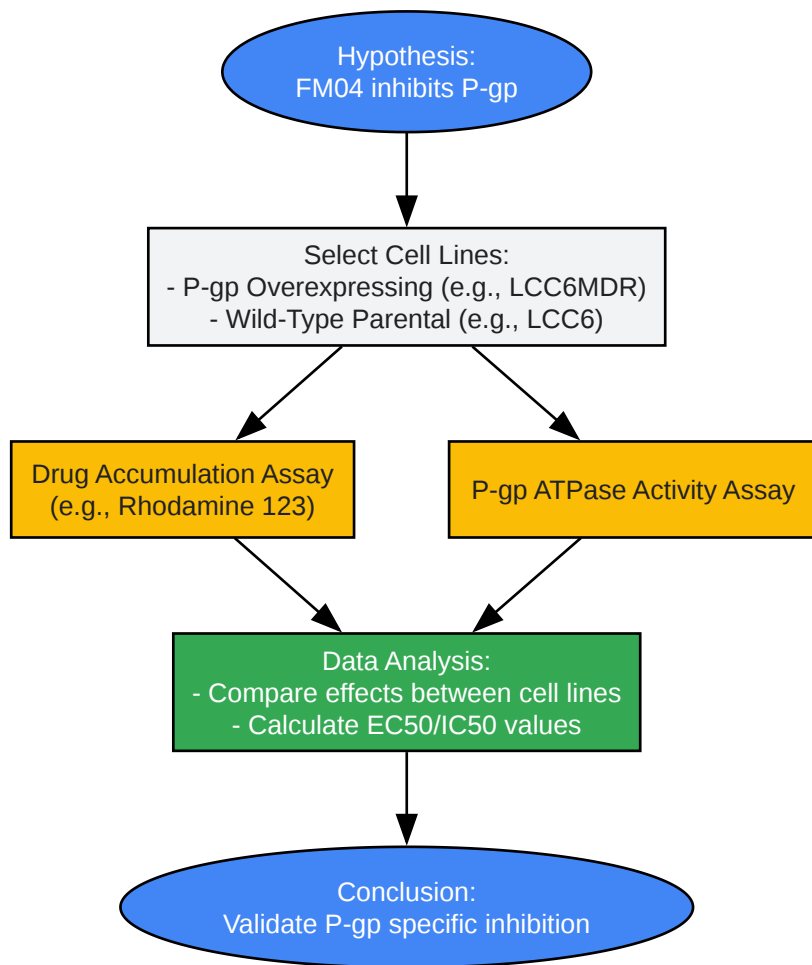 Hypothesis:
FM04 inhibits P-gp
Select Cell Lines:
- P-gp Overexpressing (e.g., LCC6MDR)
- Wild-Type Parental (e.g., LCC6)
Drug Accumulation Assay
(e.g., Rhodamine 123)
P-gp ATPase Activity Assay
Data Analysis:
- Compare effects between cell lines
- Calculate EC50/IC50 values
Conclusion:
Validate P-gp specific inhibition